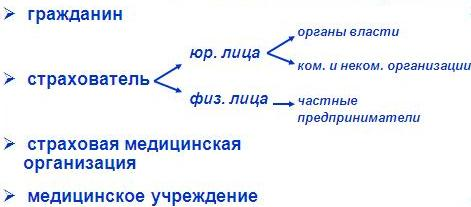 гражданин
органы власти
юр. лица
ком. и неком. организации
страхователь
физ. лица
частные
предприниматели
страховая медицинская
организация
медицинское учреждение